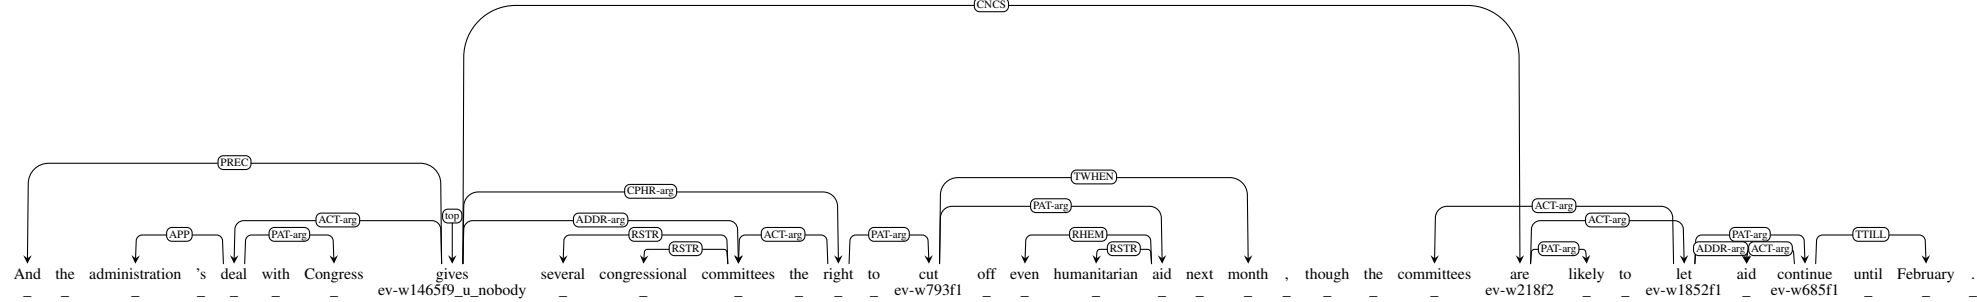 CNCS
PREC
TWHEN
CPHR-arg
top
PAT-arg ACT-arg
ACT-arg ADDR-arg ACT-arg
APP PAT-arg RSTR ACT-arg PAT-arg RHEM PAT-arg TTILL
RSTR RSTR PAT-arg ADDR-arg ACT-arg
And the administration 's deal with Congress gives several congressional committees the right to cut off even humanitarian aid next month , though the committees are likely to let aid continue until February .
_ _ _ _ _ _ _ ev-w1465f9_u_nobody _ _ _ _ _ _ ev-w793f1 _ _ _ _ _ _ _ _ _ _ ev-w218f2 _ _ ev-w1852f1 _ ev-w685f1 _ _ _